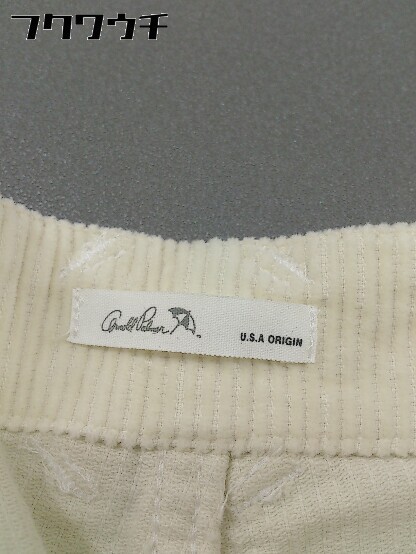 フクワウチ
Arnold Palmer
U.S.A ORIGIN